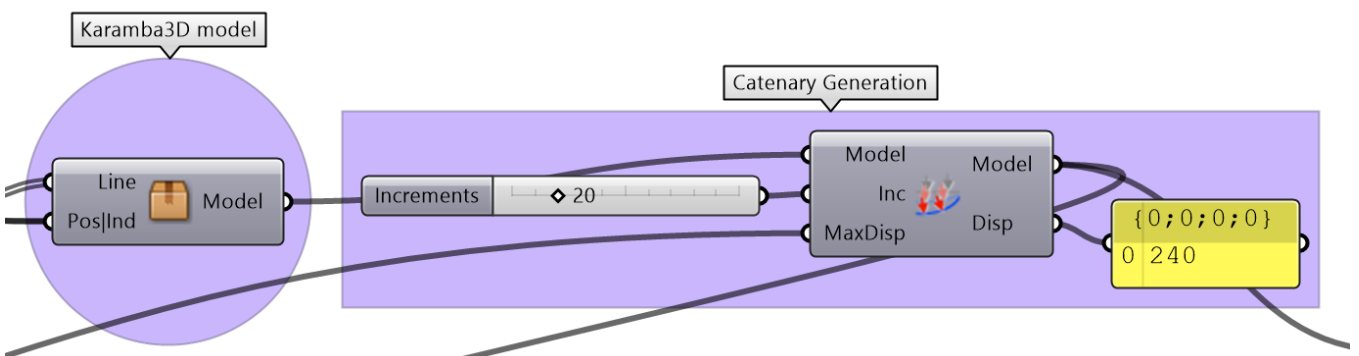 Karamba3D model
Catenary Generation
Line
Pos|Ind
Model
Increments
20
Model
Inc
MaxDisp
Model
Disp
{0;0;0;0}
0 240